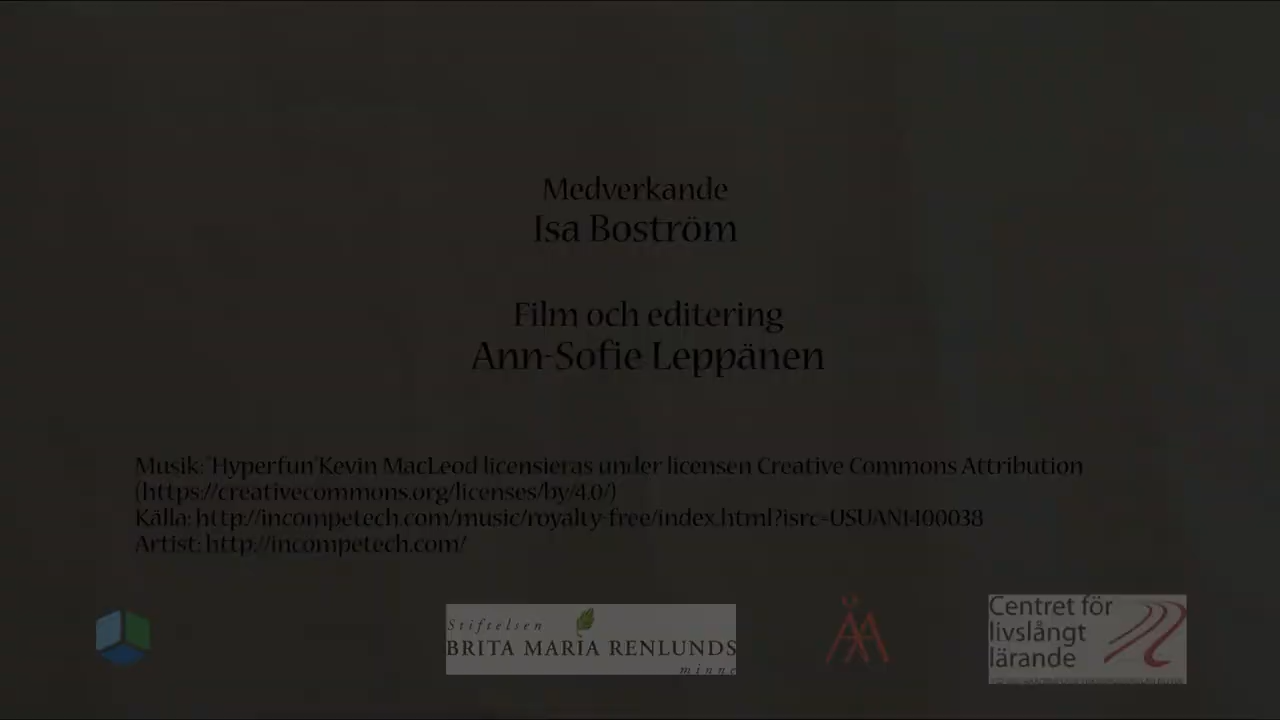 Medverkande
Isa Boström
Film och editering
Ann-Sofie Leppänen
Musik: "Hyperfun" Kevin MacLeod licensieras under licensen Creative Commons Attribution
(https://creativecommons.org/licenses/by/4.0/)
Källa: http://incompetech.com/music/royalty-free/index.html?isrc=USUAN1400038
Artist: http://incompetech.com/
Stiftelsen
BRITA MARIA RENLUNDS
minne
Centret för
livslångt
lärande